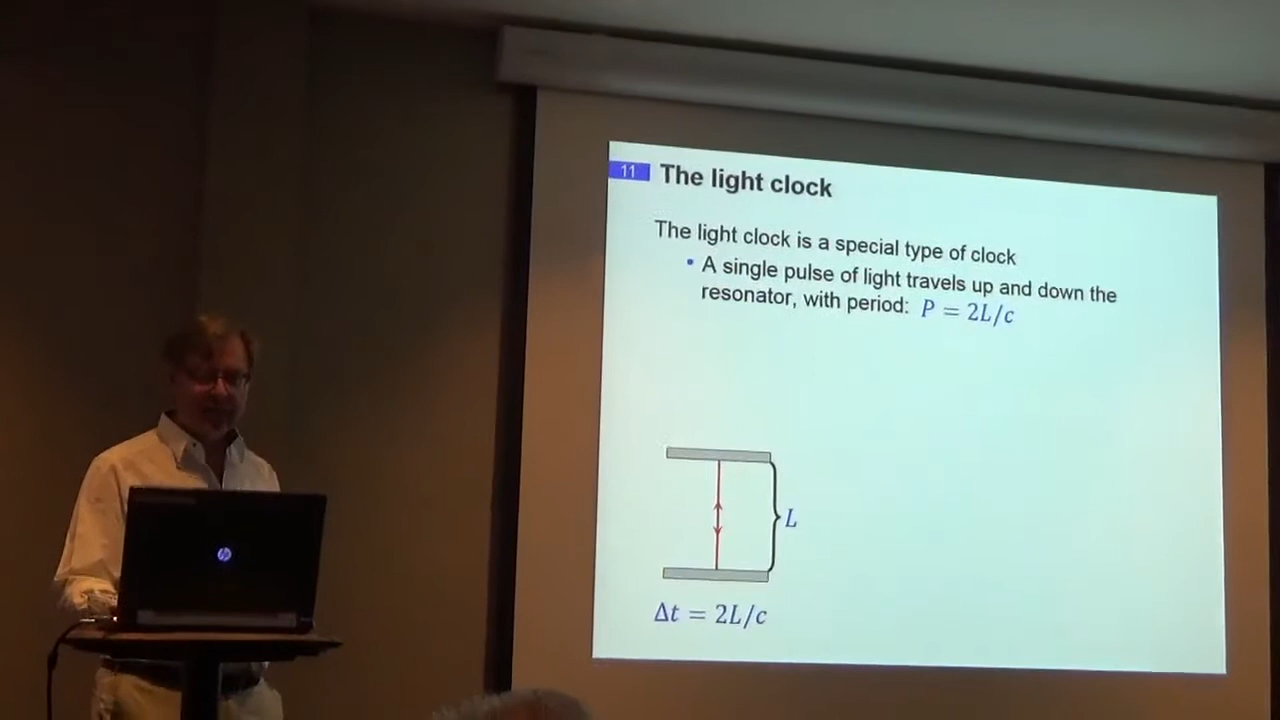 11 The light clock
The light clock is a special type of clock
• A single pulse of light travels up and down the
resonator, with period: P = 2L/c
L
Δt = 2L/c
hp